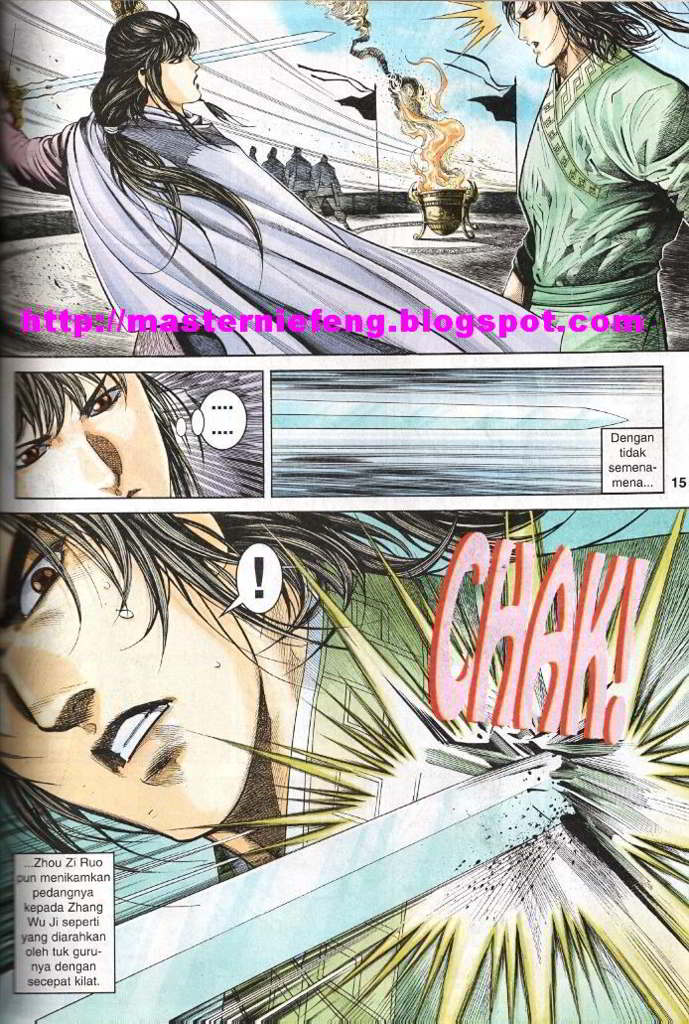 http://masterniefeng.blogspot.com
....
....
Dengan
tidak
semena-
mena...
15
!
CHAK!
...Zhou Zi Ruo
pun menikamkan
pedangnya
kepada Zhang
Wu Ji seperti
yang diarahkan
oleh tuk guru-
nya dengan
secepat kilat.